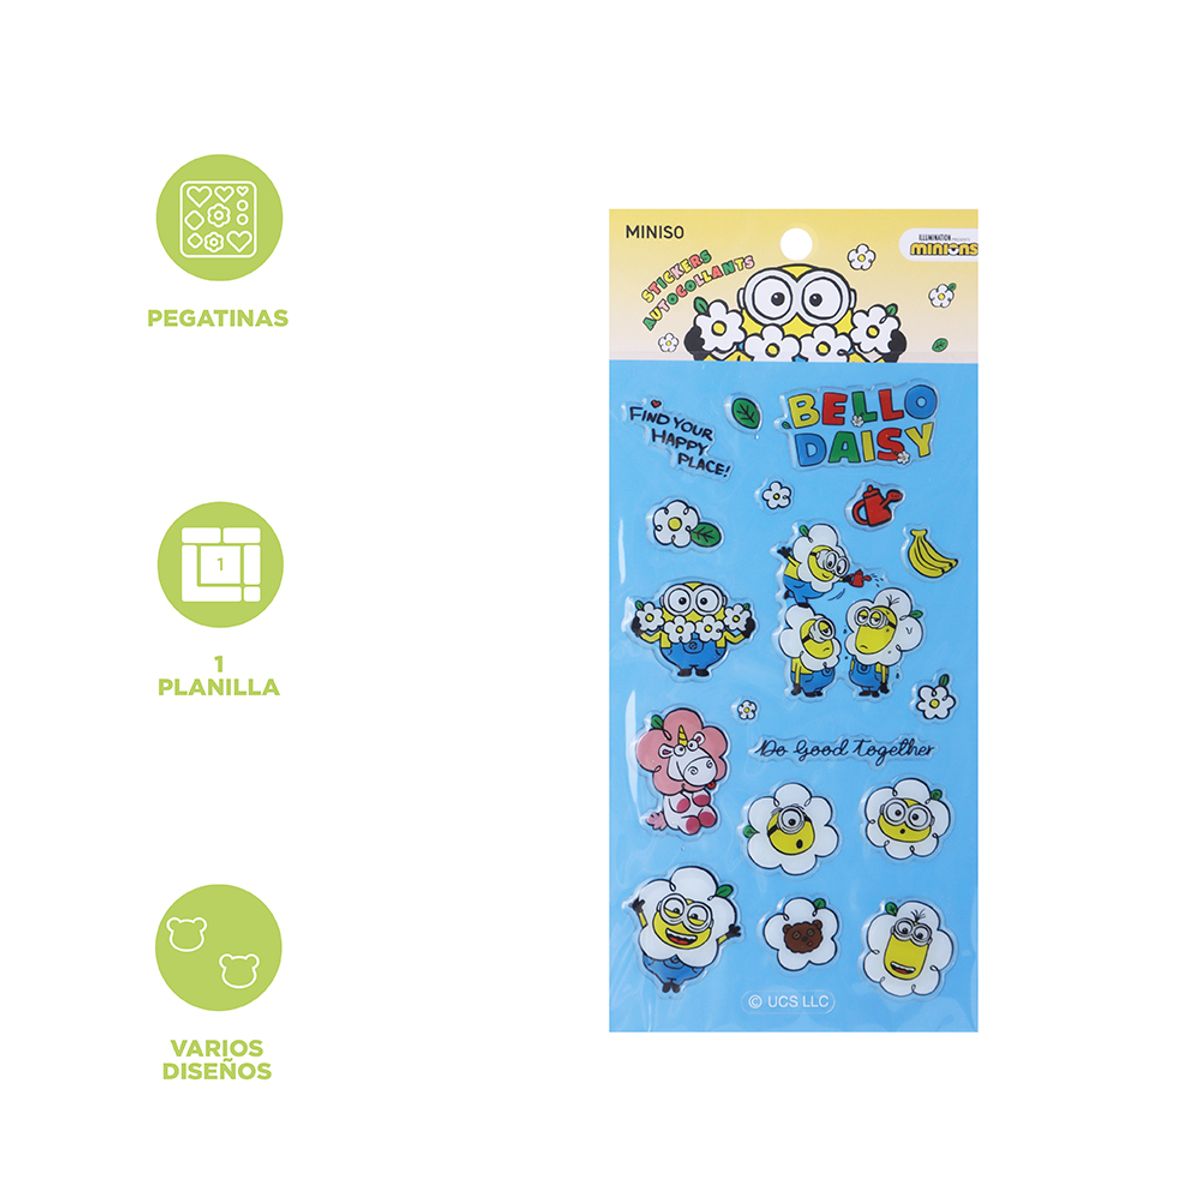 PEGATINAS
1
PLANILLA
1
VARIOS
DISEÑOS
MINISO
ILLUMINATION PRESENTS
minions
STICKERS
AUTOCOLLANTS
FIND YOUR
HAPPY
PLACE!
BELLO
DAISY
Do Good Together
© UCS LLC